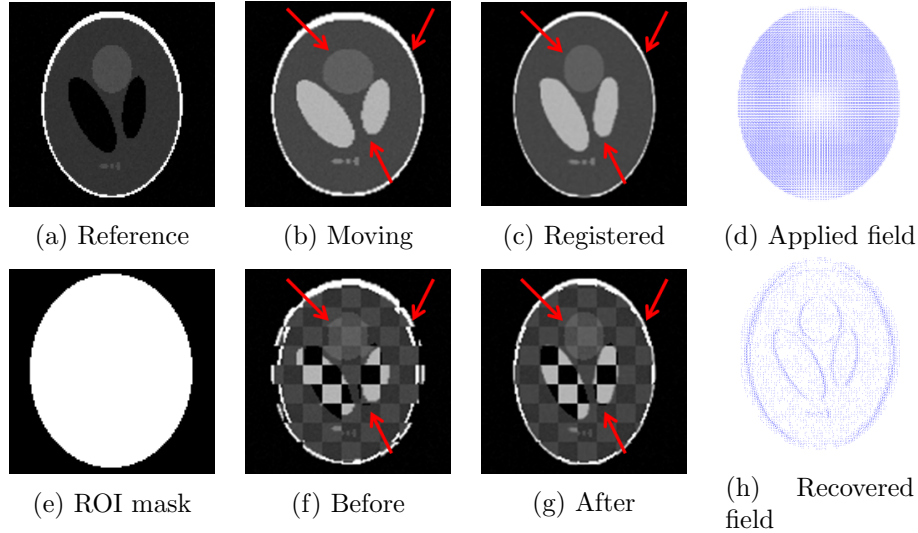 (a) Reference
(b) Moving
(c) Registered
(d) Applied field
(e) ROI mask
(f) Before
(g) After
(h) Recovered
field